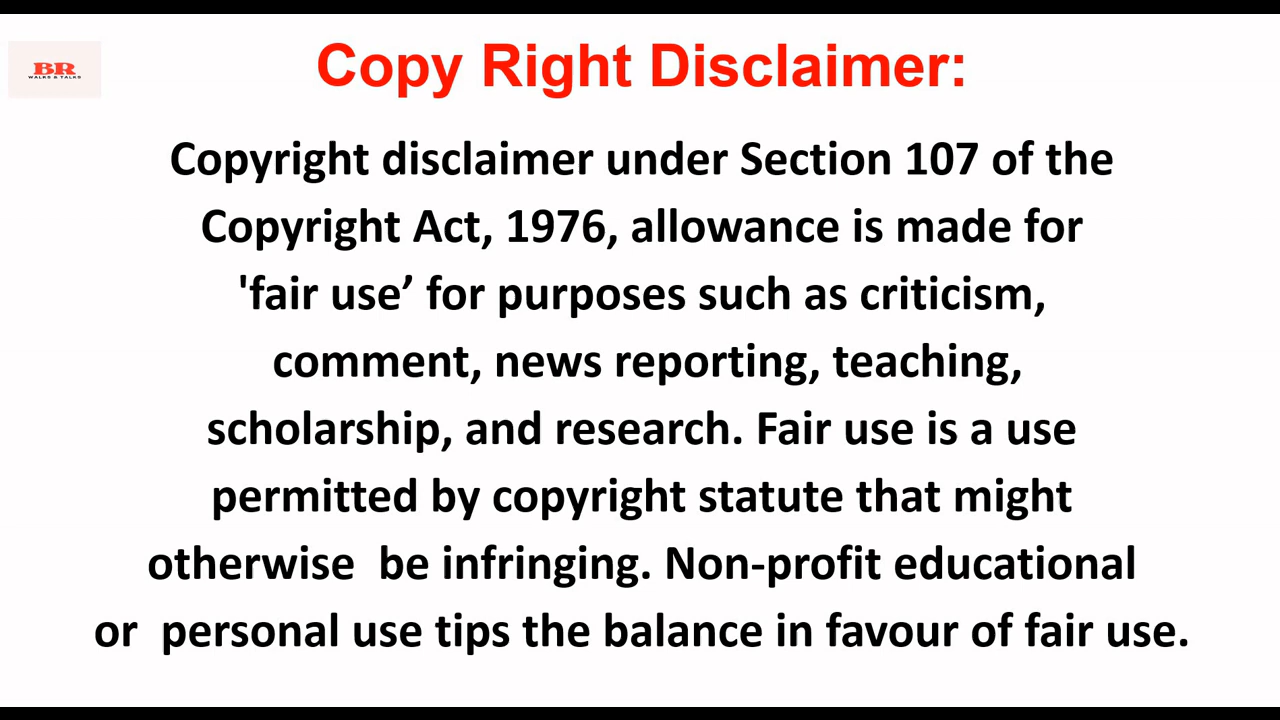 BR
WALKS & TALKS
Copy Right Disclaimer:
Copyright disclaimer under Section 107 of the
Copyright Act, 1976, allowance is made for
'fair use’ for purposes such as criticism,
comment, news reporting, teaching,
scholarship, and research. Fair use is a use
permitted by copyright statute that might
otherwise  be infringing. Non-profit educational
or  personal use tips the balance in favour of fair use.